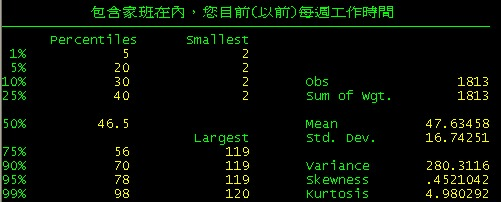 包含家班在內，您目前(以前)每週工作時間
Percentiles Smallest
1% 5 2
5% 20 2
10% 30 2 Obs 1813
25% 40 2 Sum of Wgt. 1813
50% 46.5 Mean 47.63458
Largest Std. Dev. 16.74251
75% 56 119
90% 70 119 Variance 280.3116
95% 78 119 Skewness .4521042
99% 98 120 Kurtosis 4.980292